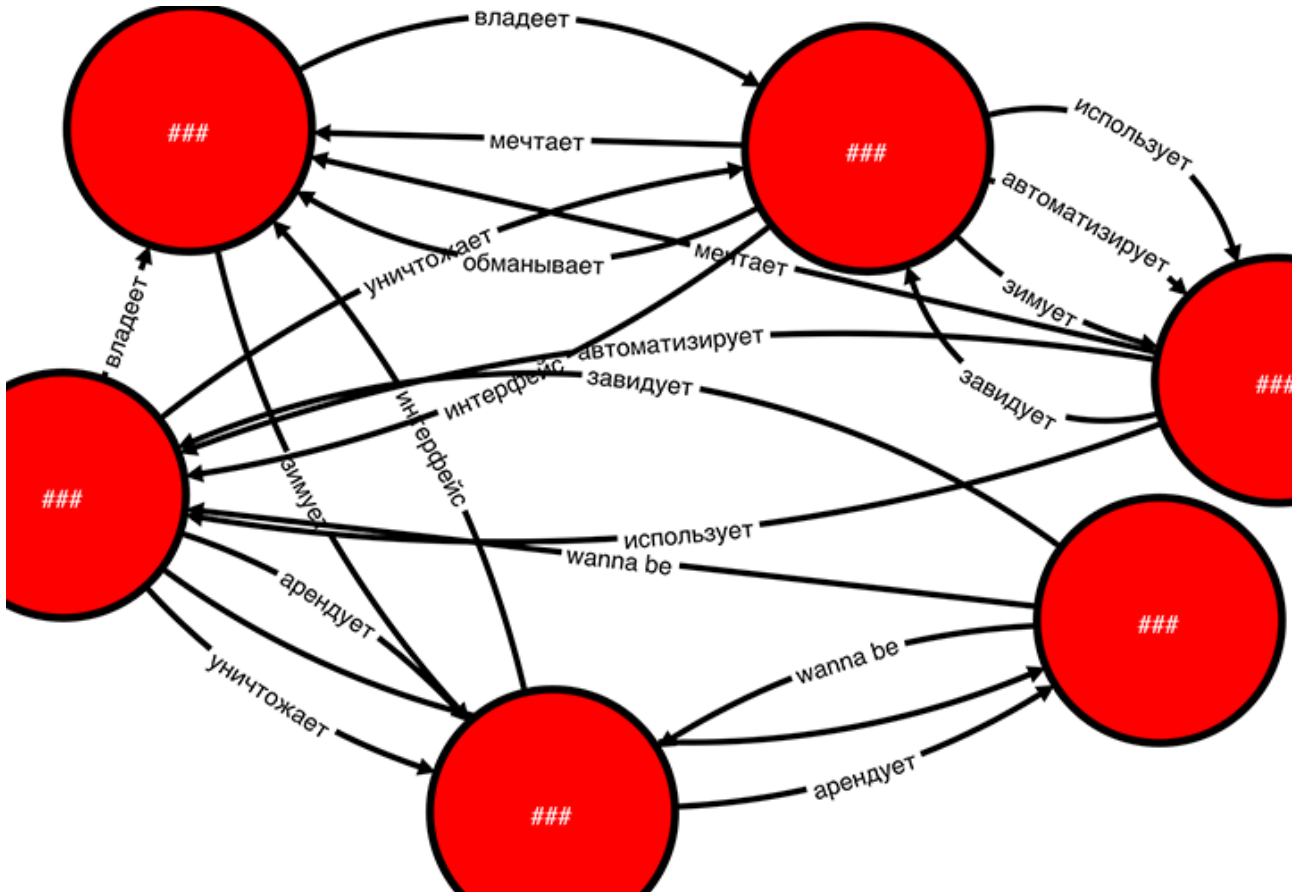 владеет
###
мечтает
###
использует
автоматизирует
уничтожает
обманывает
мечтает
зимует
владеет
автоматизирует
завидует
интерфейс
интерфейс
завидует
###
зимует
###
использует
wanna be
арендует
###
уничтожает
wanna be
арендует
###